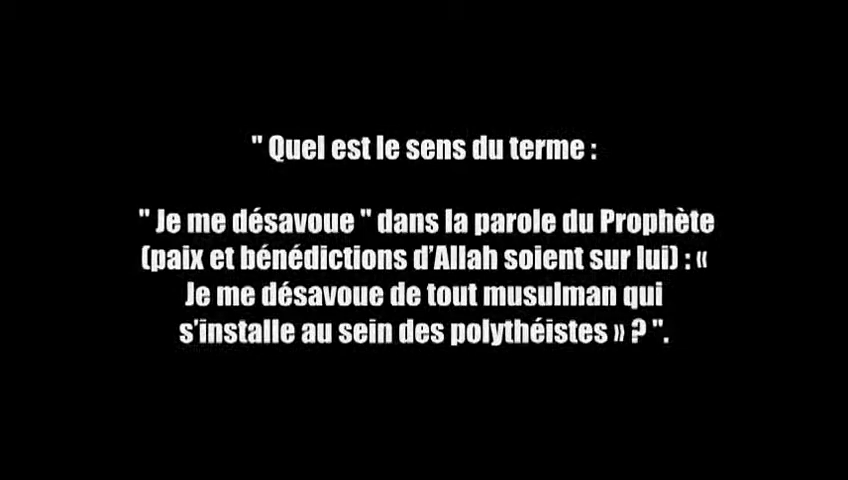 " Quel est le sens du terme :
" Je me désavoue " dans la parole du Prophète
(paix et bénédictions d’Allah soient sur lui) : «
Je me désavoue de tout musulman qui
s’installe au sein des polythéistes » ? ".